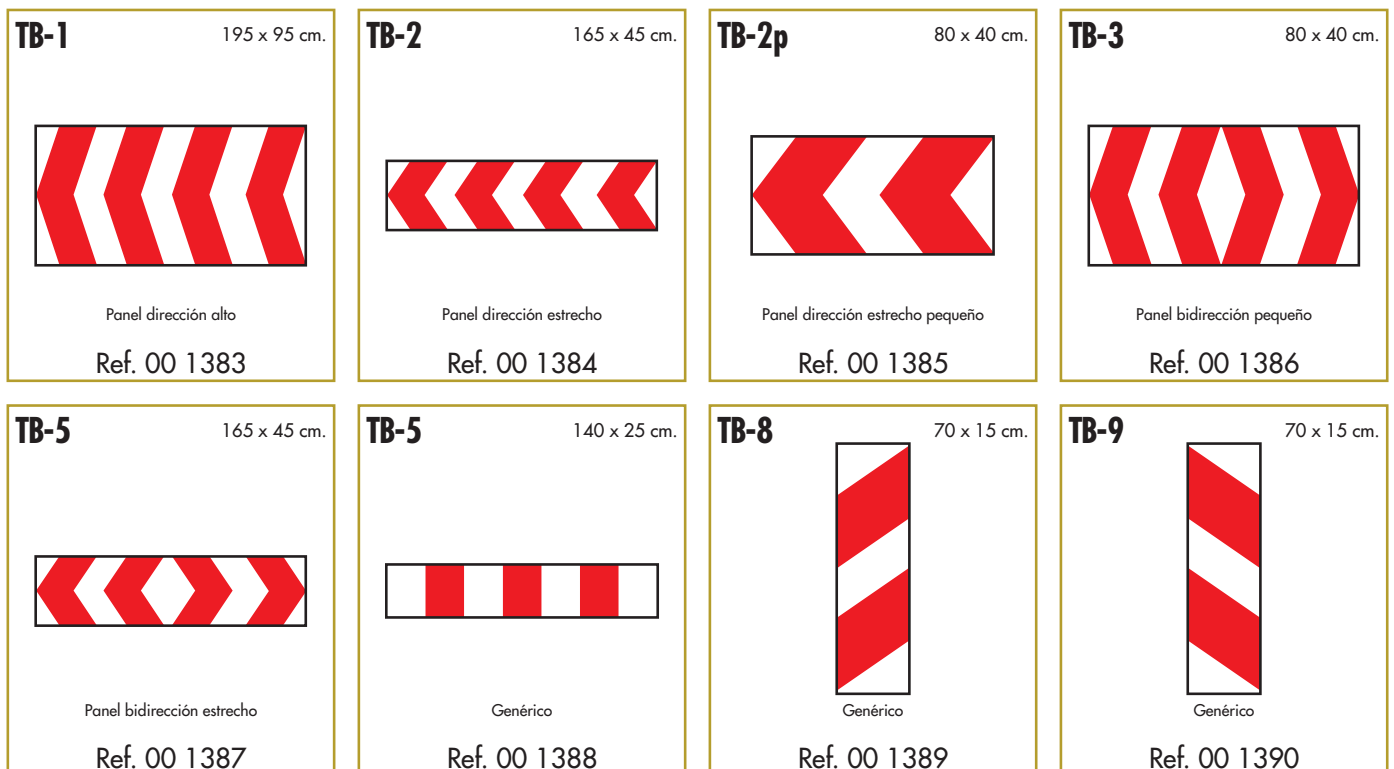 TB-1 195 x 95 cm.
Panel dirección alto
Ref. 00 1383
TB-2 165 x 45 cm.
Panel dirección estrecho
Ref. 00 1384
TB-2p 80 x 40 cm.
Panel dirección estrecho pequeño
Ref. 00 1385
TB-3 80 x 40 cm.
Panel bidirección pequeño
Ref. 00 1386
TB-5 165 x 45 cm.
Panel bidirección estrecho
Ref. 00 1387
TB-5 140 x 25 cm.
Genérico
Ref. 00 1388
TB-8 70 x 15 cm.
Genérico
Ref. 00 1389
TB-9 70 x 15 cm.
Genérico
Ref. 00 1390